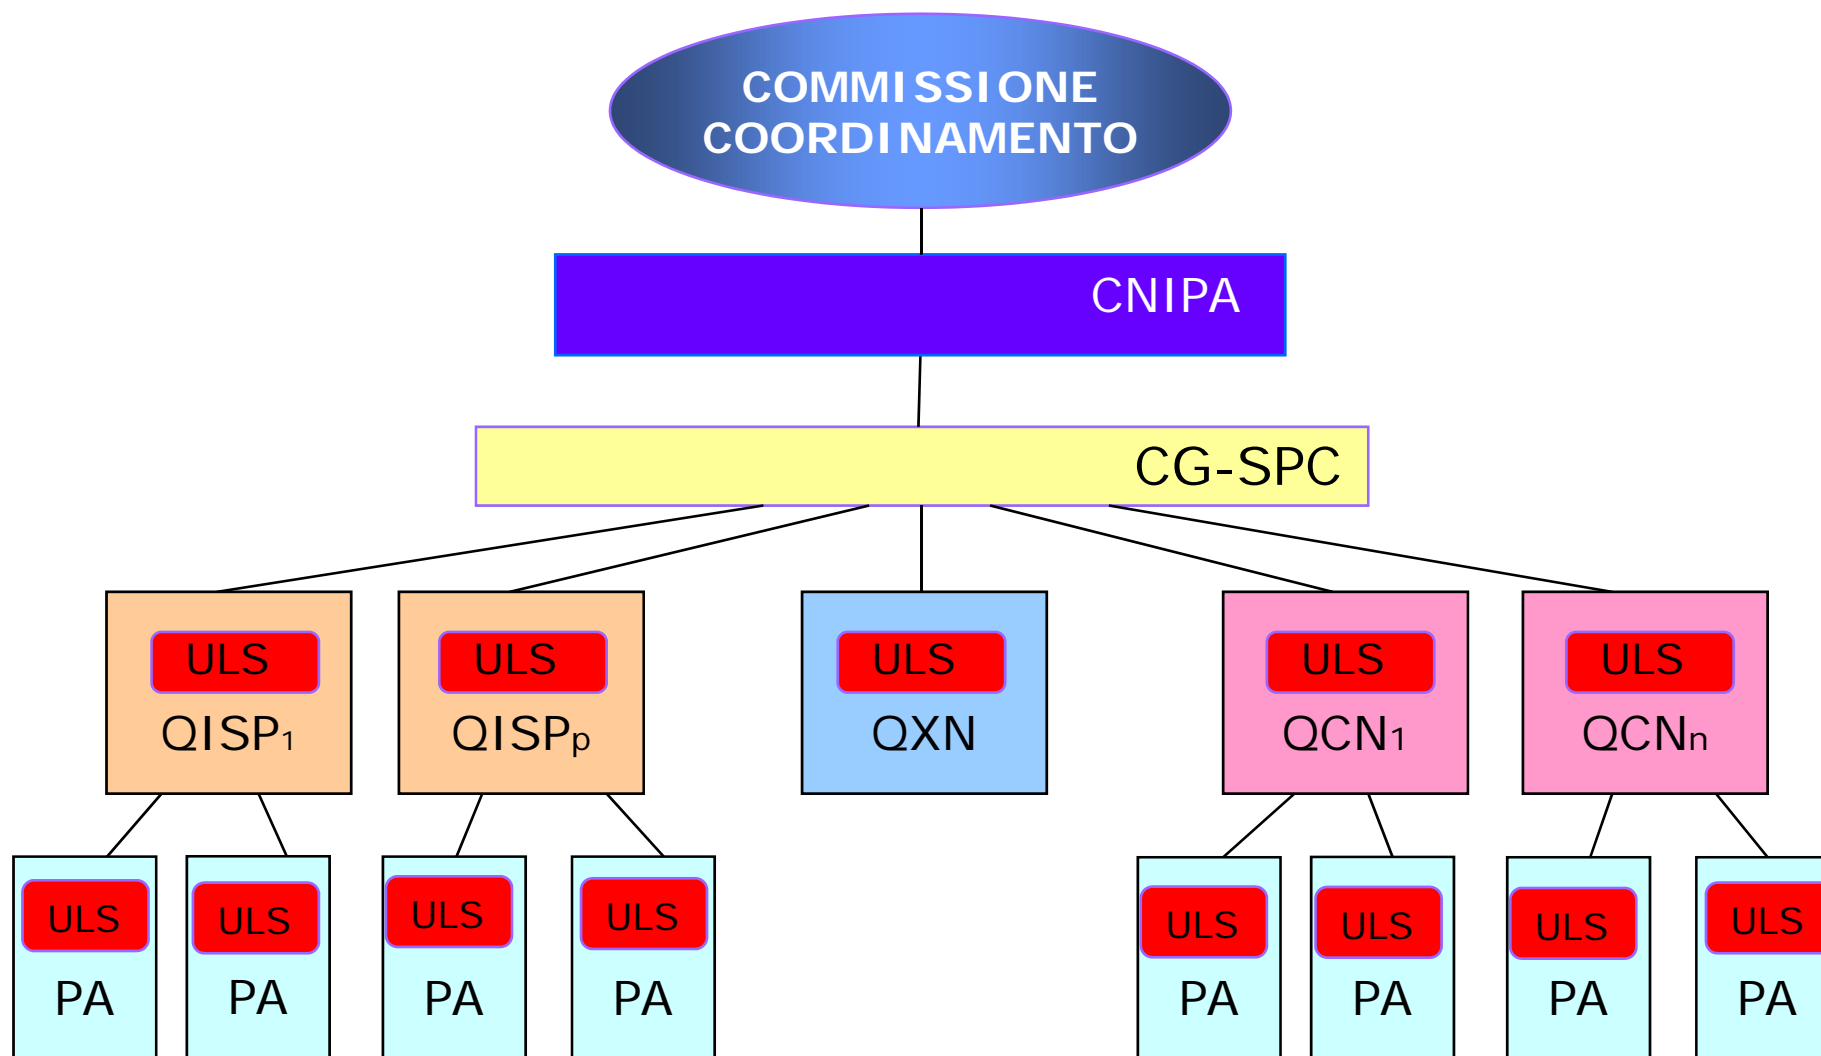 COMMISSIONE
COORDINAMENTO
CNIPA
CG-SPC
ULS ULS ULS ULS ULS
QISP1 QISPp QXN QCN1 QCNn
ULS ULS ULS ULS ULS ULS ULS ULS
PA PA PA PA PA PA PA PA